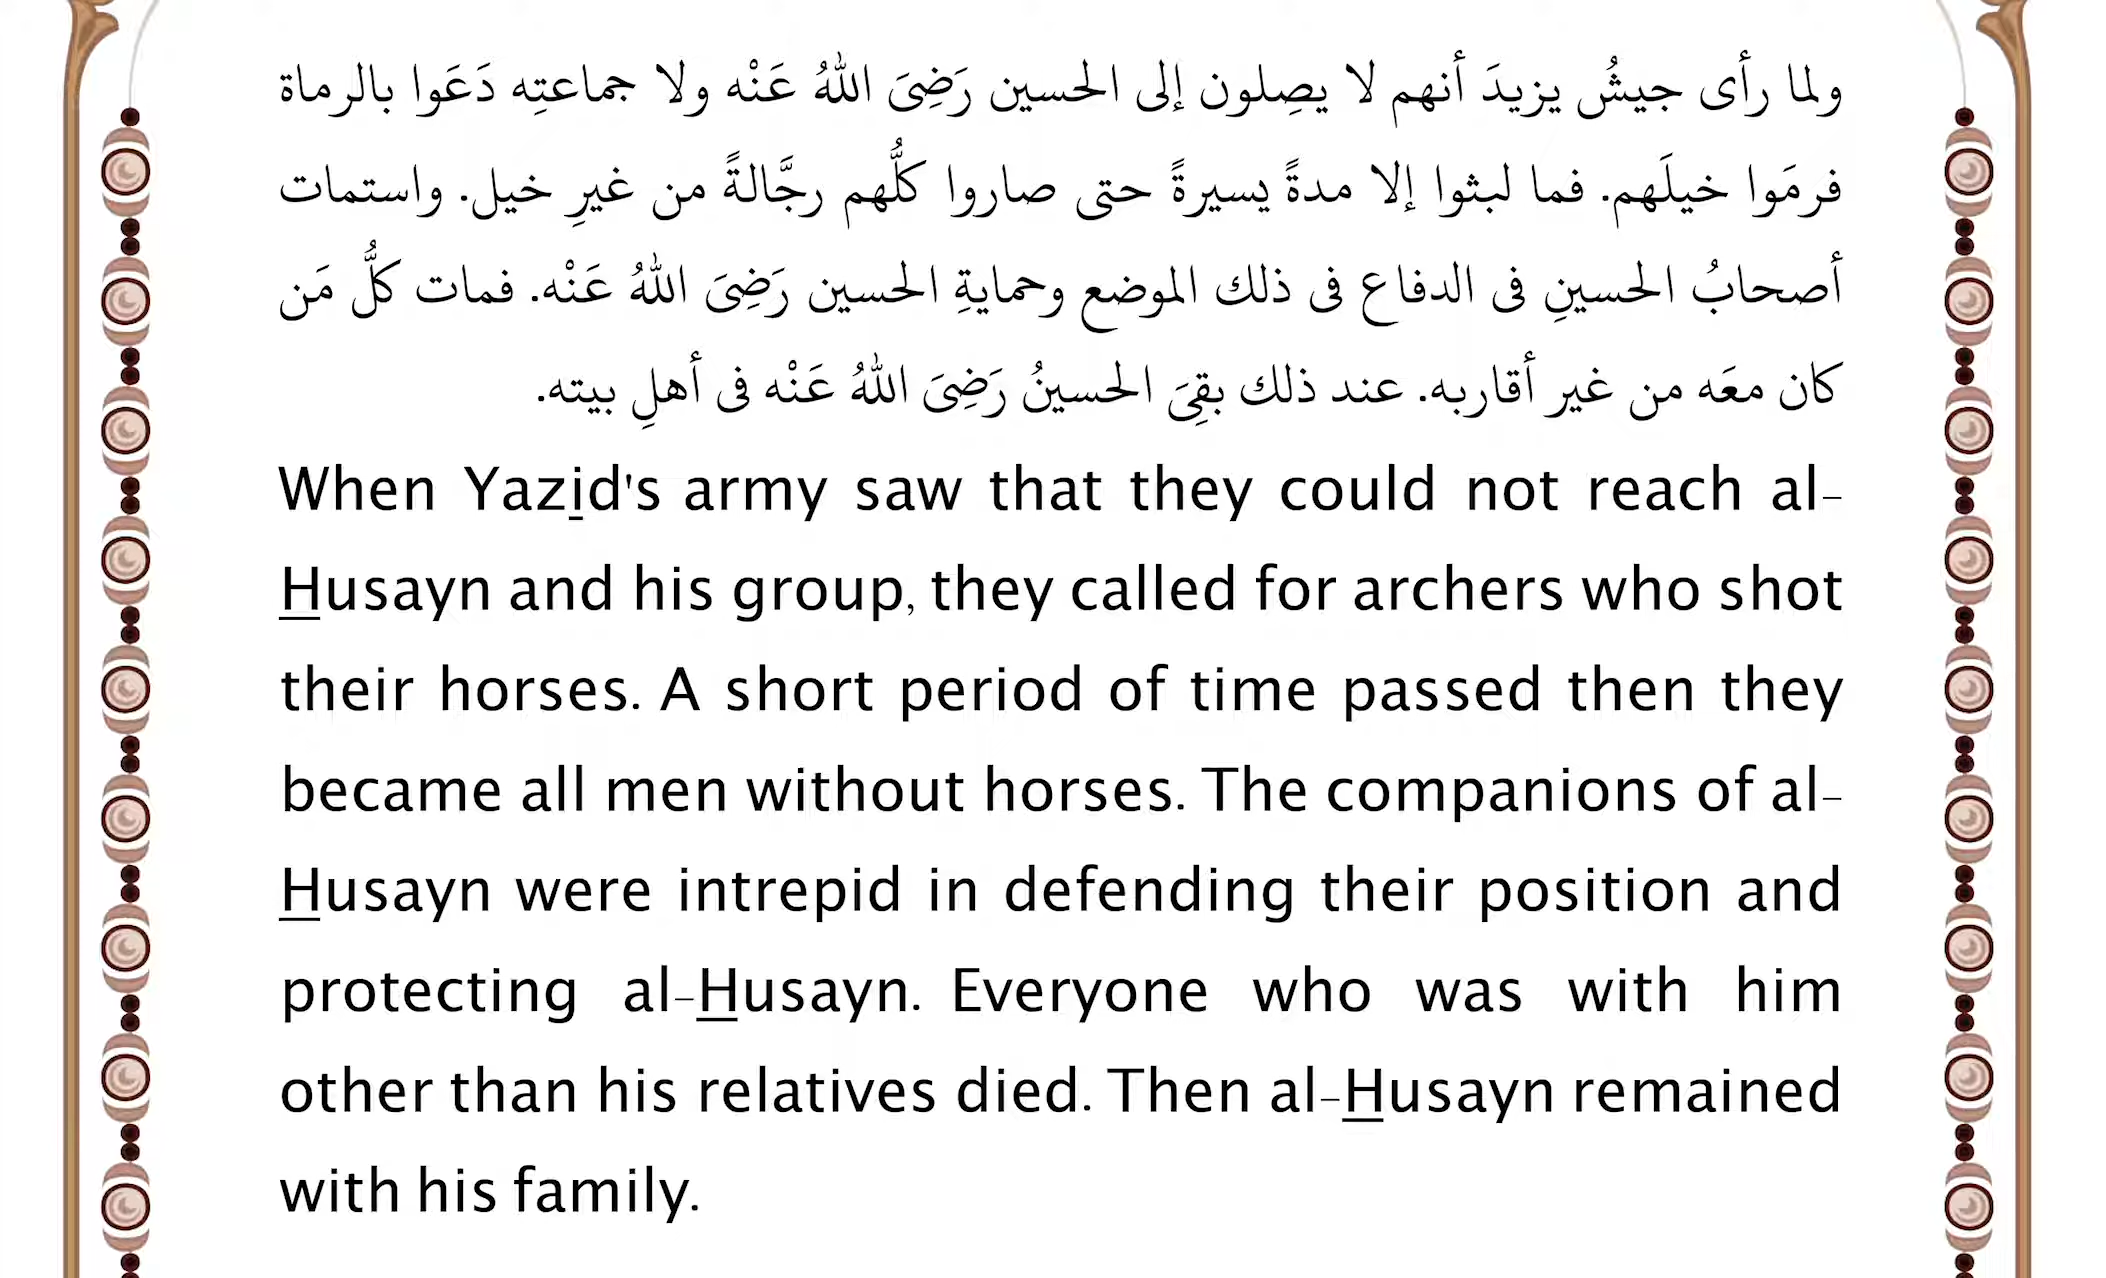 ولما رأى جيشُ يزيدَ أنهم لا يصِلون إلى الحسين رَضِىَ اللهُ عَنْه ولا جماعتِه دَعَوا بالرماة
فرمَوا خيلَهم. فما لبثوا إلا مدةً يسيرةً حتى صاروا كلُّهم رجَّالةً من غيرِ خيل. واستمات
أصحابُ الحسينِ فى الدفاع فى ذلك الموضع وحمايةِ الحسين رَضِىَ اللهُ عَنْه. فمات كلُّ مَن
كان معَه من غير أقاربه. عند ذلك بقِىَ الحسينُ رَضِىَ اللهُ عَنْه فى أهلِ بيته.
When Yazid's army saw that they could not reach al-
Husayn and his group, they called for archers who shot
their horses. A short period of time passed then they
became all men without horses. The companions of al-
Husayn were intrepid in defending their position and
protecting al-Husayn. Everyone who was with him
other than his relatives died. Then al-Husayn remained
with his family.